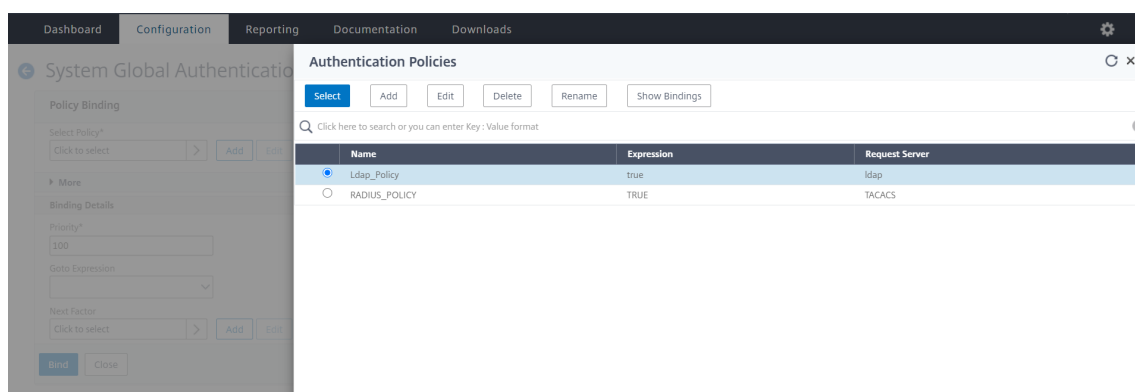 Dashboard Configuration Reporting Documentation Downloads
System Global Authenticatio
Authentication Policies
Policy Binding
Select Add Edit Delete Rename Show Bindings
Select Policy*
Click here to search or you can enter Key : Value format
Click to select Add Edit
Name Expression Request Server
Ldap_Policy true ldap
RADIUS_POLICY TRUE TACACS
More
Binding Details
Priority*
100
Goto Expression
Next Factor
Click to select Add Edit
Bind Close